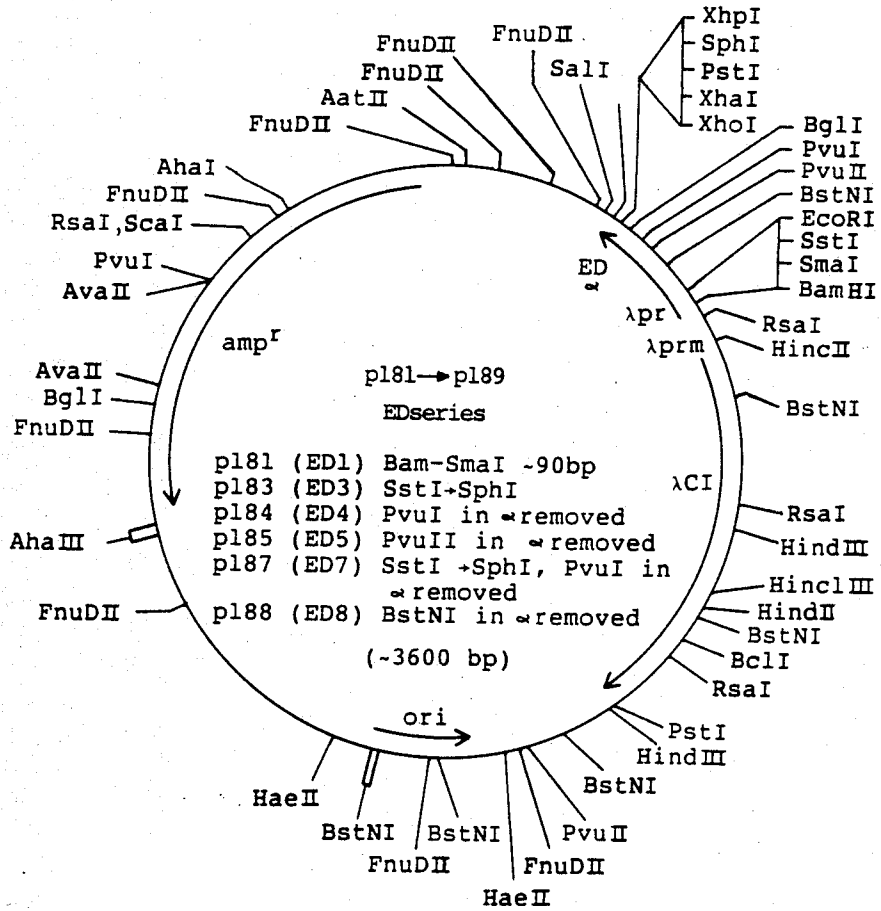 XhpI
SphI
PstI
XhaI
XhoI
FnuDII
SalI
FnuDII
FnuDII
AatII
FnuDII
AhaI
FnuDII
RsaI,ScaI
PvuI
AvaII
AvaII
BglI
FnuDII
AhaIII
FnuDII
BglI
PvuI
PvuII
BstNI
EcoRI
SstI
SmaI
BamHI
RsaI
HincII
BstNI
RsaI
HindIII
HinclIII
HindII
BstNI
BclI
RsaI
PstI
HindIII
BstNI
PvuII
FnuDII
HaeII
BstNI
FnuDII
BstNI
HaeII
ED
α
λpr
λprm
λCI
amp^r
ori
p181→p189
EDseries
p181 (ED1) Bam-SmaI ~90bp
p183 (ED3) SstI→SphI
p184 (ED4) PvuI in α removed
p185 (ED5) PvuII in α removed
p187 (ED7) SstI →SphI, PvuI in
α removed
p188 (ED8) BstNI in α removed
(~3600 bp)